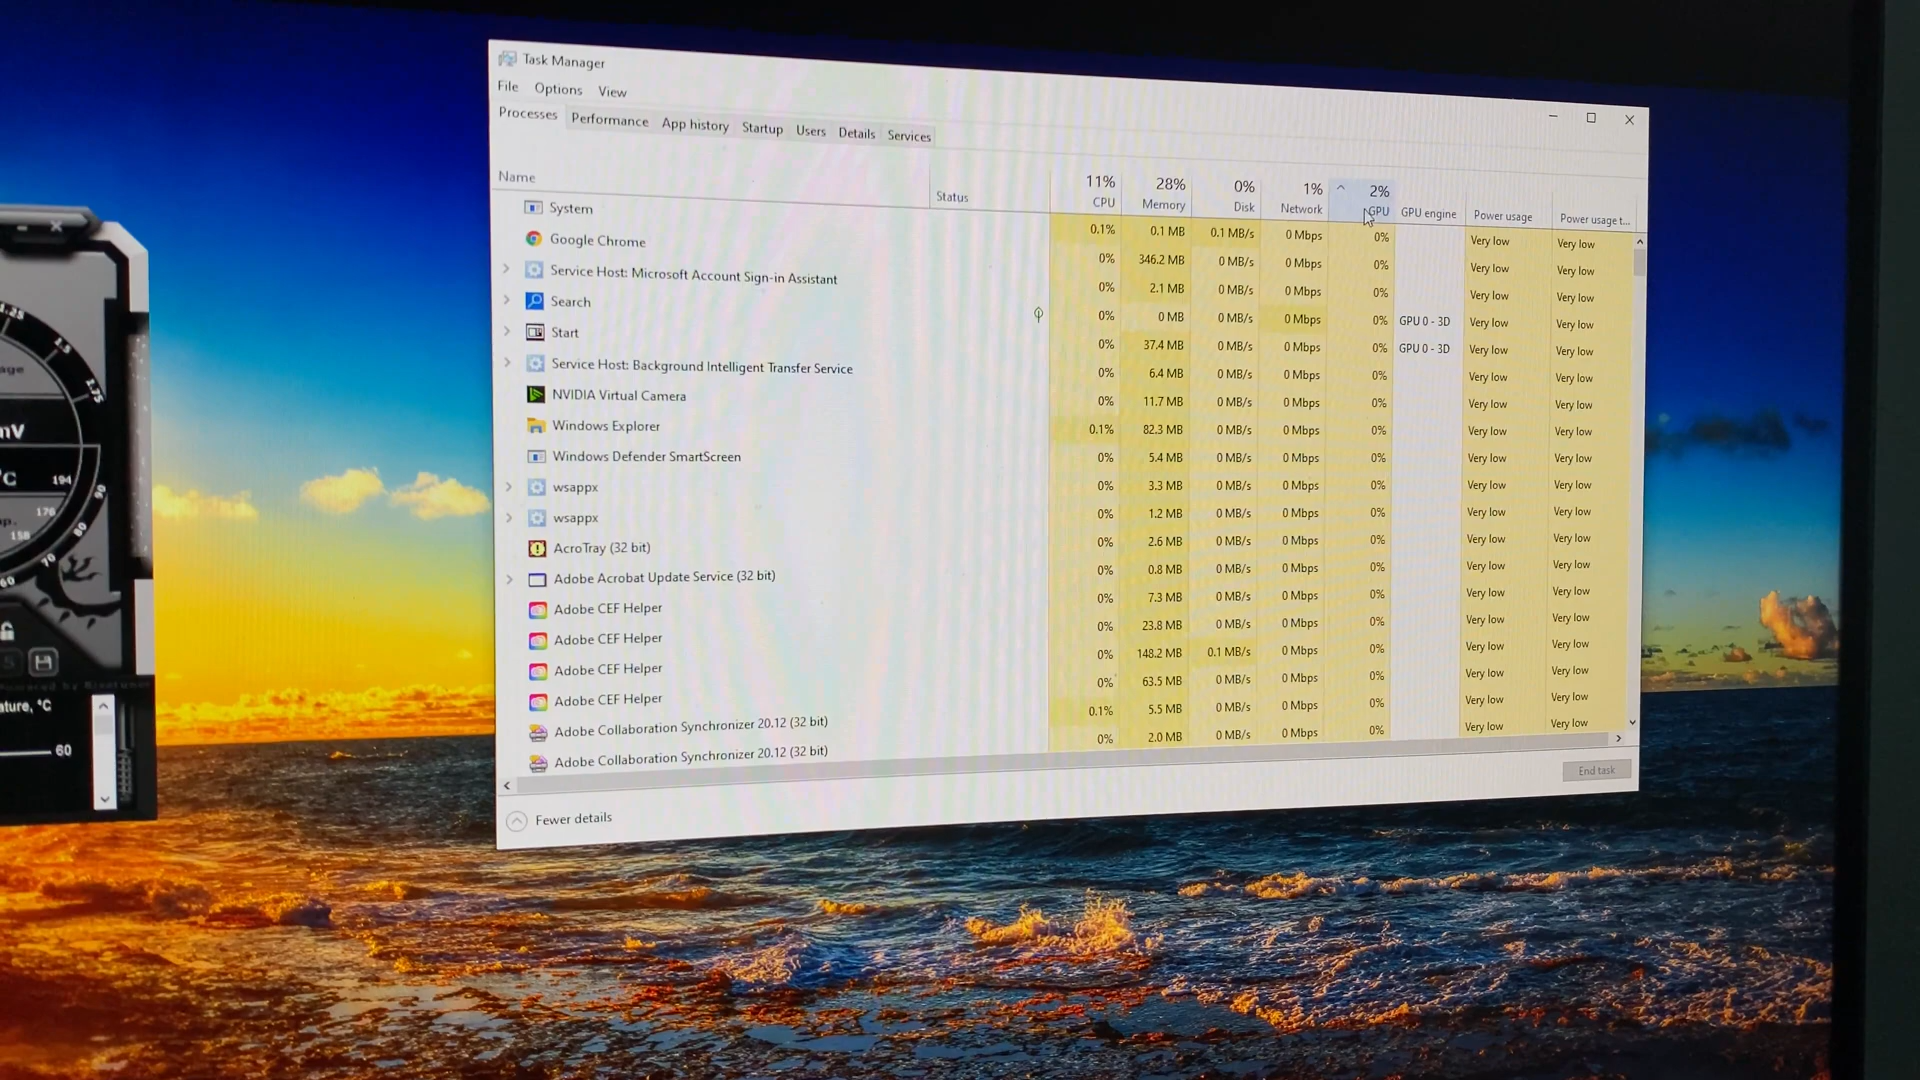 Task Manager
File Options View
Processes Performance App history Startup Users Details Services
11% 28% 0% 1% 2%
Name Status CPU Memory Disk Network GPU GPU engine Power usage Power usage t...
System 0.1% 0.1 MB 0.1 MB/s 0 Mbps 0% Very low Very low
Google Chrome 0% 346.2 MB 0 MB/s 0 Mbps 0% Very low Very low
Service Host: Microsoft Account Sign-in Assistant 0% 2.1 MB 0 MB/s 0 Mbps 0% Very low Very low
Search 0% 0 MB 0 MB/s 0 Mbps 0% GPU 0 - 3D Very low Very low
Start 0% 37.4 MB 0 MB/s 0 Mbps 0% GPU 0 - 3D Very low Very low
Service Host: Background Intelligent Transfer Service 0% 6.4 MB 0 MB/s 0 Mbps 0% Very low Very low
NVIDIA Virtual Camera 0% 11.7 MB 0 MB/s 0 Mbps 0% Very low Very low
Windows Explorer 0.1% 82.3 MB 0 MB/s 0 Mbps 0% Very low Very low
Windows Defender SmartScreen 0% 5.4 MB 0 MB/s 0 Mbps 0% Very low Very low
wsappx 0% 3.3 MB 0 MB/s 0 Mbps 0% Very low Very low
wsappx 0% 1.2 MB 0 MB/s 0 Mbps 0% Very low Very low
AcroTray (32 bit) 0% 2.6 MB 0 MB/s 0 Mbps 0% Very low Very low
Adobe Acrobat Update Service (32 bit) 0% 0.8 MB 0 MB/s 0 Mbps 0% Very low Very low
Adobe CEF Helper 0% 7.3 MB 0 MB/s 0 Mbps 0% Very low Very low
Adobe CEF Helper 0% 23.8 MB 0 MB/s 0 Mbps 0% Very low Very low
Adobe CEF Helper 0% 148.2 MB 0.1 MB/s 0 Mbps 0% Very low Very low
Adobe CEF Helper 0% 63.5 MB 0 MB/s 0 Mbps 0% Very low Very low
Adobe Collaboration Synchronizer 20.12 (32 bit) 0.1% 5.5 MB 0 MB/s 0 Mbps 0% Very low Very low
Adobe Collaboration Synchronizer 20.12 (32 bit) 0% 2.0 MB 0 MB/s 0 Mbps 0% Very low Very low
End task
Fewer details
1.25
1.5
1.75
mV
°C 194
90
176
80
158
70
60
ature, °C
60